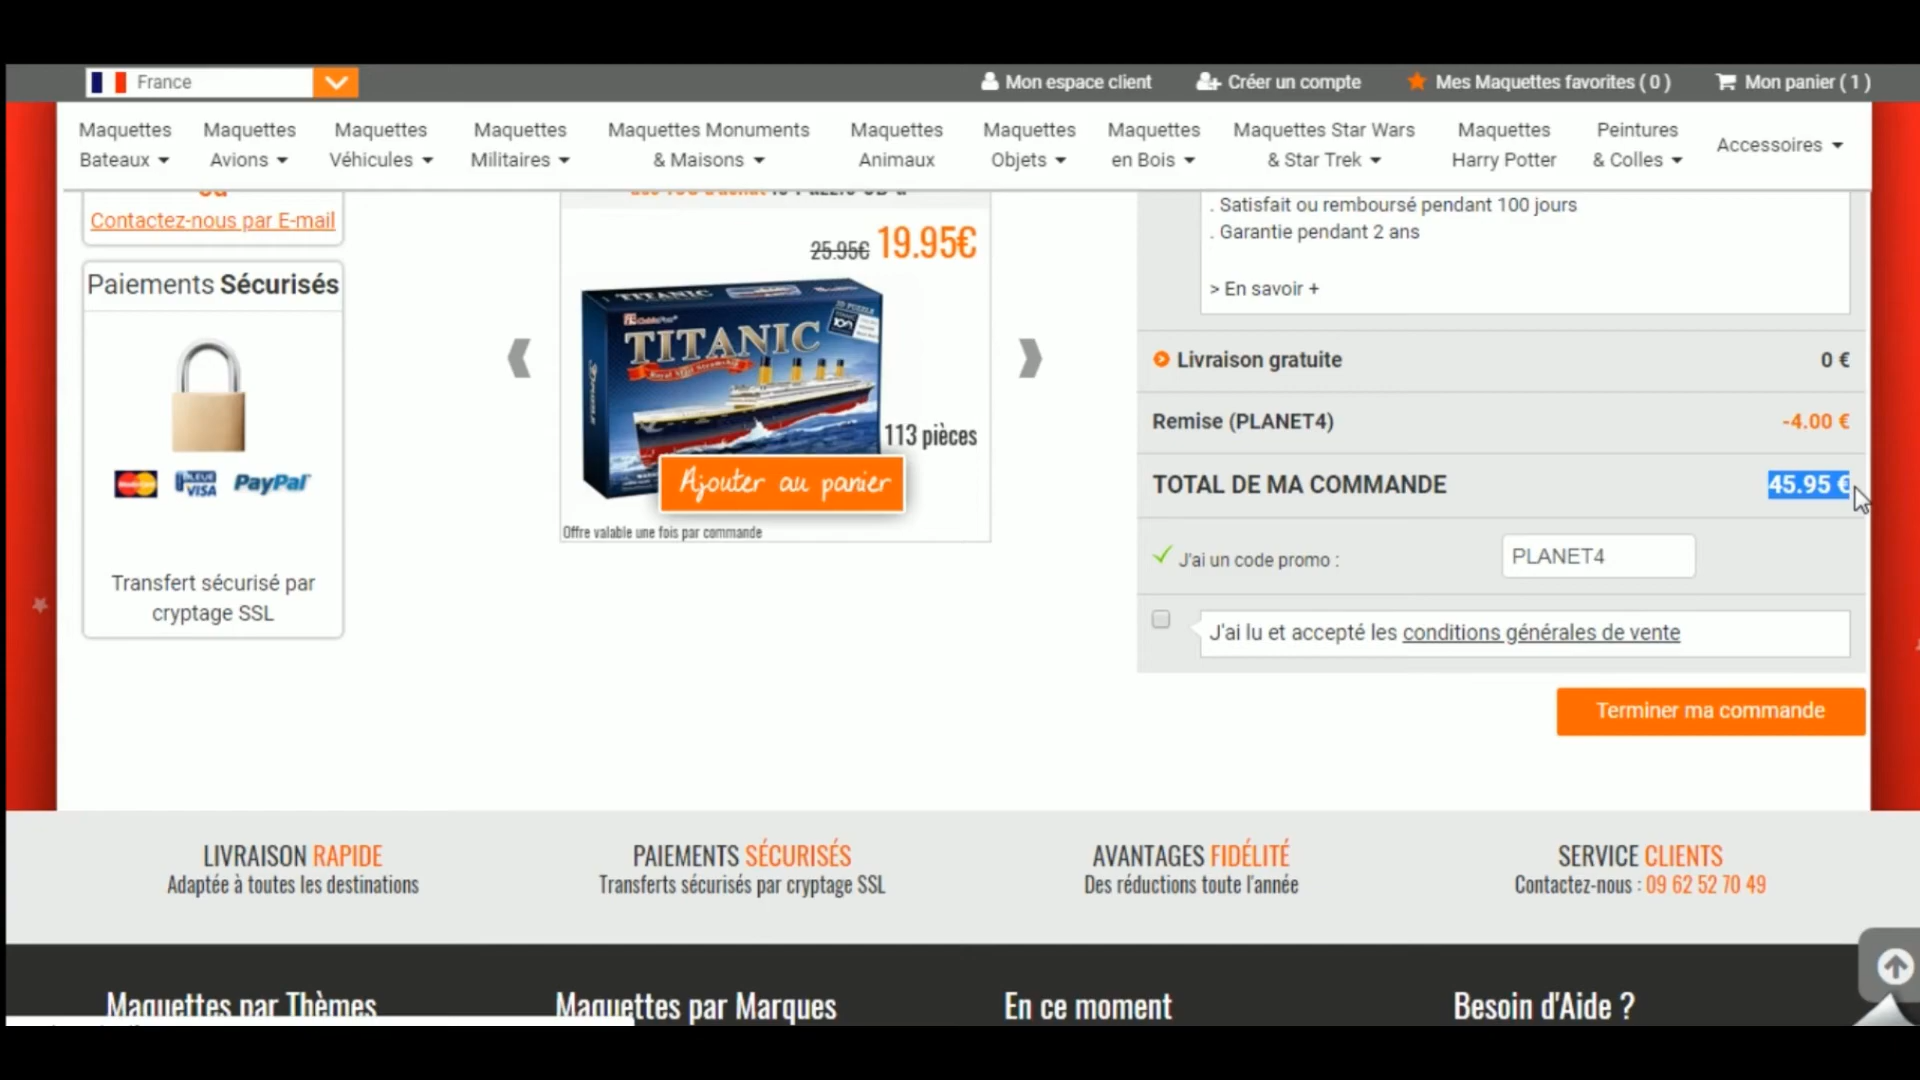 France
Mon espace client
Créer un compte
Mes Maquettes favorites ( 0 )
Mon panier ( 1 )
Maquettes Bateaux
Maquettes Avions
Maquettes Véhicules
Maquettes Militaires
Maquettes Monuments & Maisons
Maquettes Animaux
Maquettes Objets
Maquettes en Bois
Maquettes Star Wars & Star Trek
Maquettes Harry Potter
Peintures & Colles
Accessoires
Contactez-nous par E-mail
Paiements Sécurisés
MasterCard
BLEUE
VISA
PayPal
Transfert sécurisé par
cryptage SSL
25.95€ 19.95€
TITANIC
TITANIC
113 pièces
Ajouter au panier
Offre valable une fois par commande
. Satisfait ou remboursé pendant 100 jours
. Garantie pendant 2 ans
> En savoir +
Livraison gratuite 0 €
Remise (PLANET4) -4.00 €
TOTAL DE MA COMMANDE 45.95 €
J'ai un code promo : PLANET4
J'ai lu et accepté les conditions générales de vente
Terminer ma commande
LIVRAISON RAPIDE
Adaptée à toutes les destinations
PAIEMENTS SÉCURISÉS
Transferts sécurisés par cryptage SSL
AVANTAGES FIDÉLITÉ
Des réductions toute l'année
SERVICE CLIENTS
Contactez-nous : 09 62 52 70 49
Maquettes par Thèmes
Maquettes par Marques
En ce moment
Besoin d'Aide ?